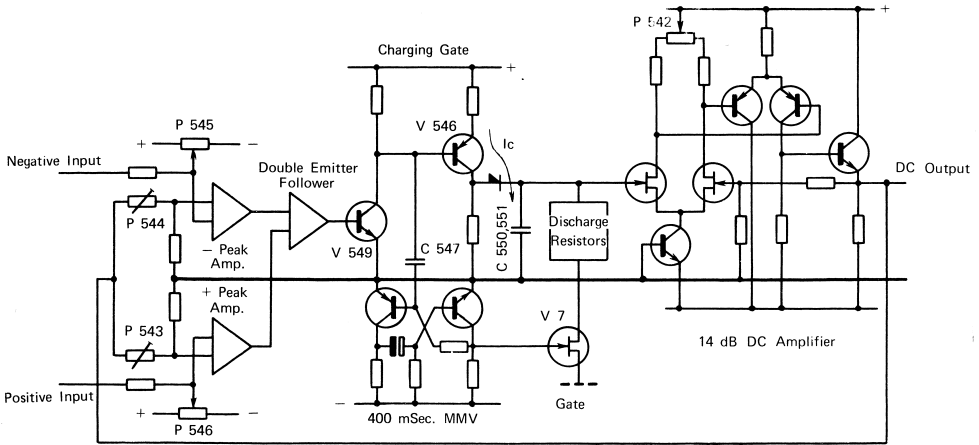 P 542
+
Charging Gate
+
V 546
Ic
P 545
+
−
Negative Input
Double Emitter
Follower
DC Output
P 544
− Peak
Amp.
V 549
C 547
C 550,551
Discharge
Resistors
+ Peak
Amp.
P 543
V 7
14 dB DC Amplifier
Positive Input
+
−
P 546
−
400 mSec. MMV
Gate